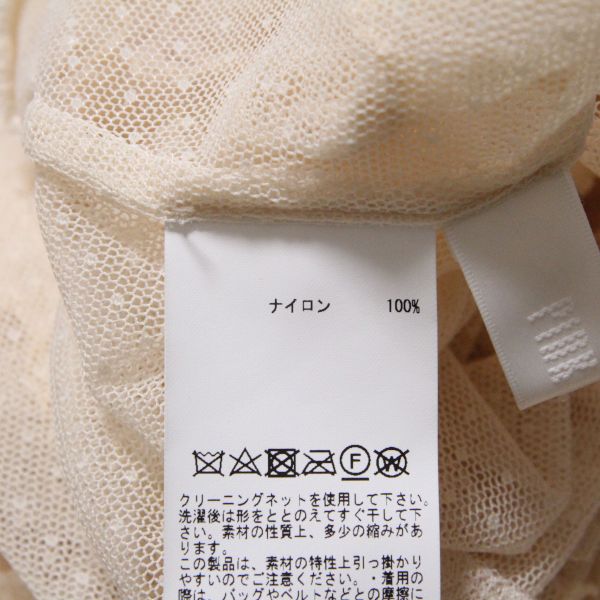 ナイロン 100%
F W
クリーニングネットを使用して下さい。
洗濯後は形をととのえてすぐ干して下
さい。素材の性質上、多少の縮みがあ
ります。
この製品は、素材の特性上引っ掛かり
やすいのでご注意ください。・着用の
際は、バッグやベルトなどとの摩擦に